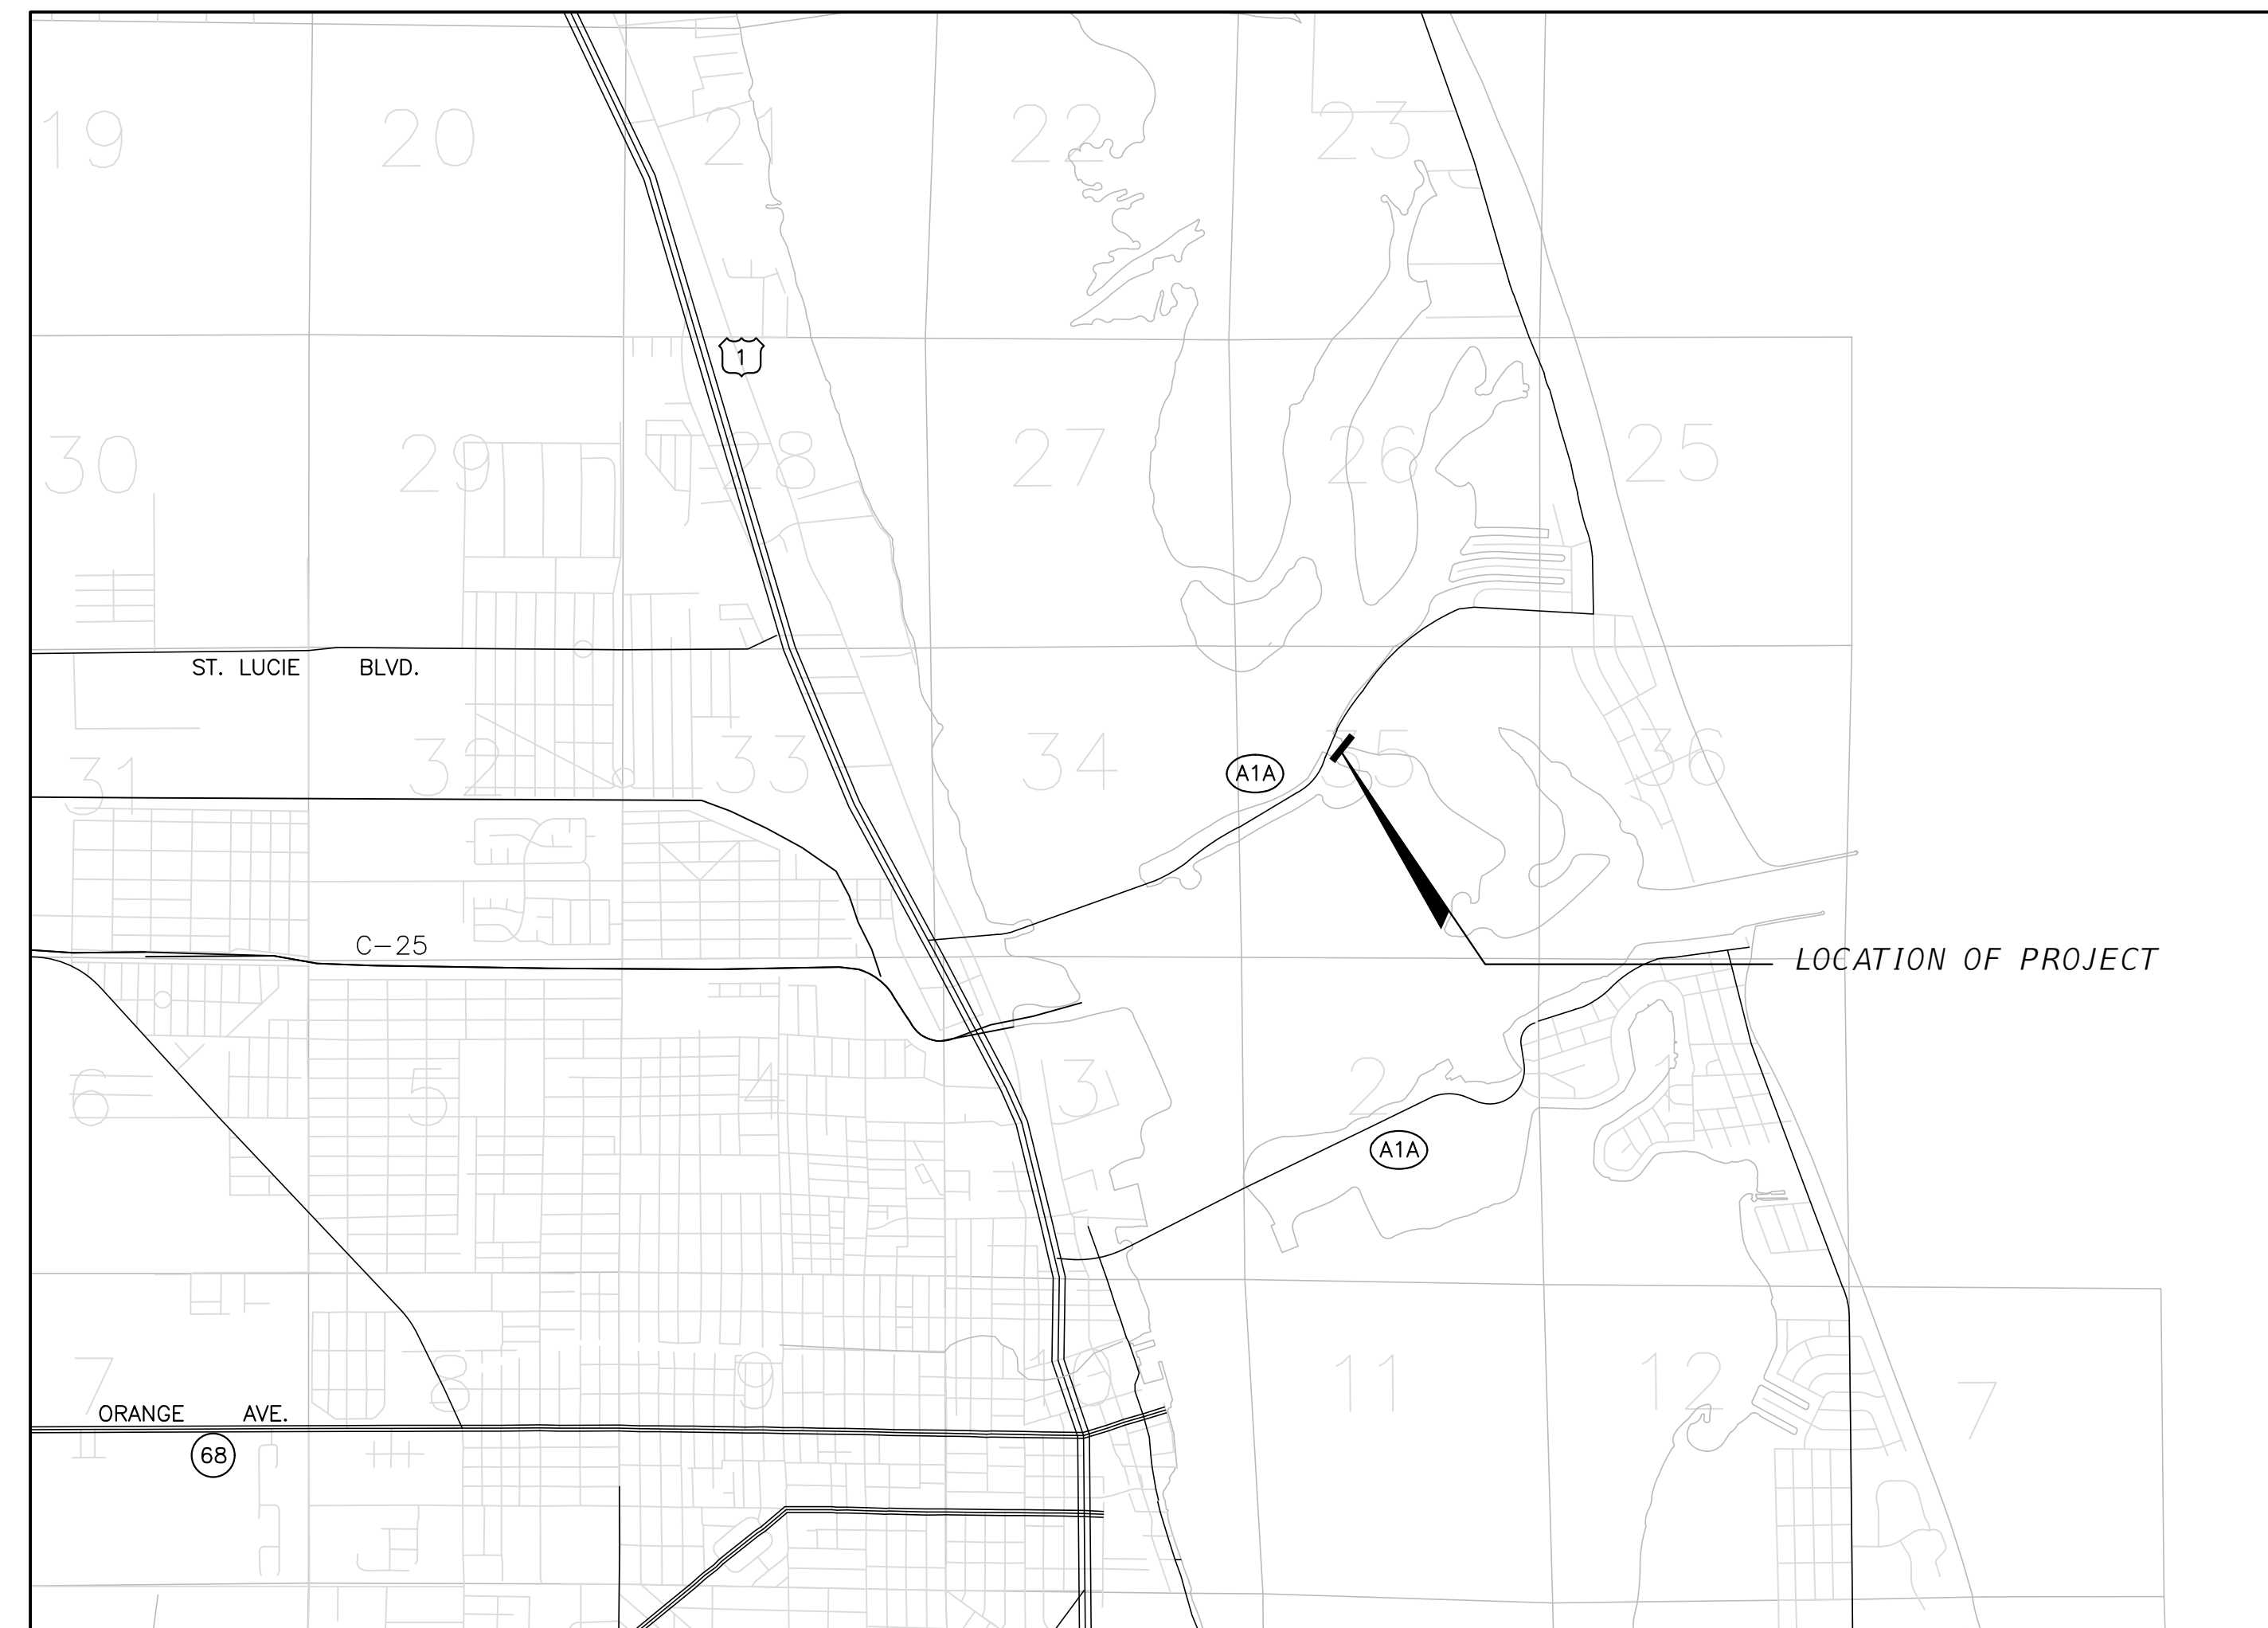 19 20 21 22 23
1
30 29 28 27 26 25
ST. LUCIE BLVD.
31 32 33 34 35 36
A1A
C-25
LOCATION OF PROJECT
6 5 4 3 2 1
A1A
7 8 9 10 11 12 7
ORANGE AVE.
68